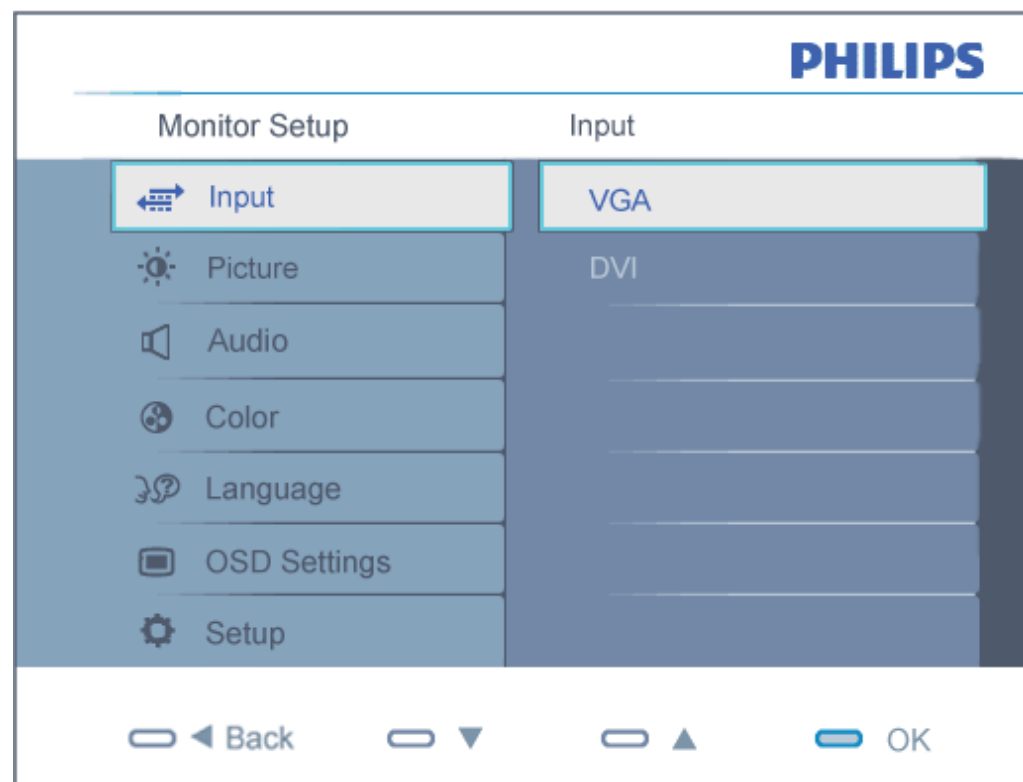 PHILIPS
Monitor Setup
Input
Input
VGA
Picture
DVI
Audio
Color
Language
OSD Settings
Setup
Back
OK